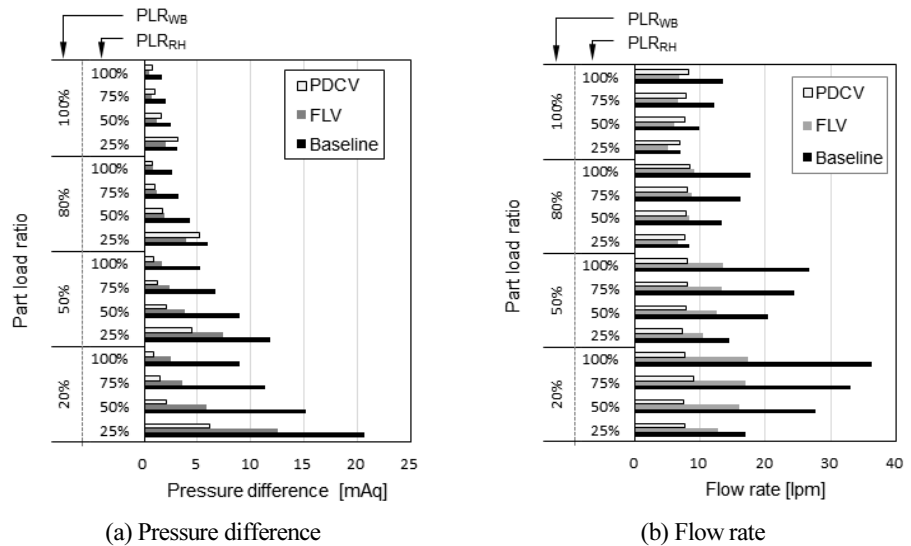 PLR_WB
PLR_RH
Part load ratio
100%
100%
75%
50%
25%
80%
100%
75%
50%
25%
50%
100%
75%
50%
25%
20%
100%
75%
50%
25%
PDCV
FLV
Baseline
0 5 10 15 20 25
Pressure difference [mAq]
(a) Pressure difference
PLR_WB
PLR_RH
Part load ratio
100%
100%
75%
50%
25%
80%
100%
75%
50%
25%
50%
100%
75%
50%
25%
20%
100%
75%
50%
25%
PDCV
FLV
Baseline
0 10 20 30 40
Flow rate [lpm]
(b) Flow rate